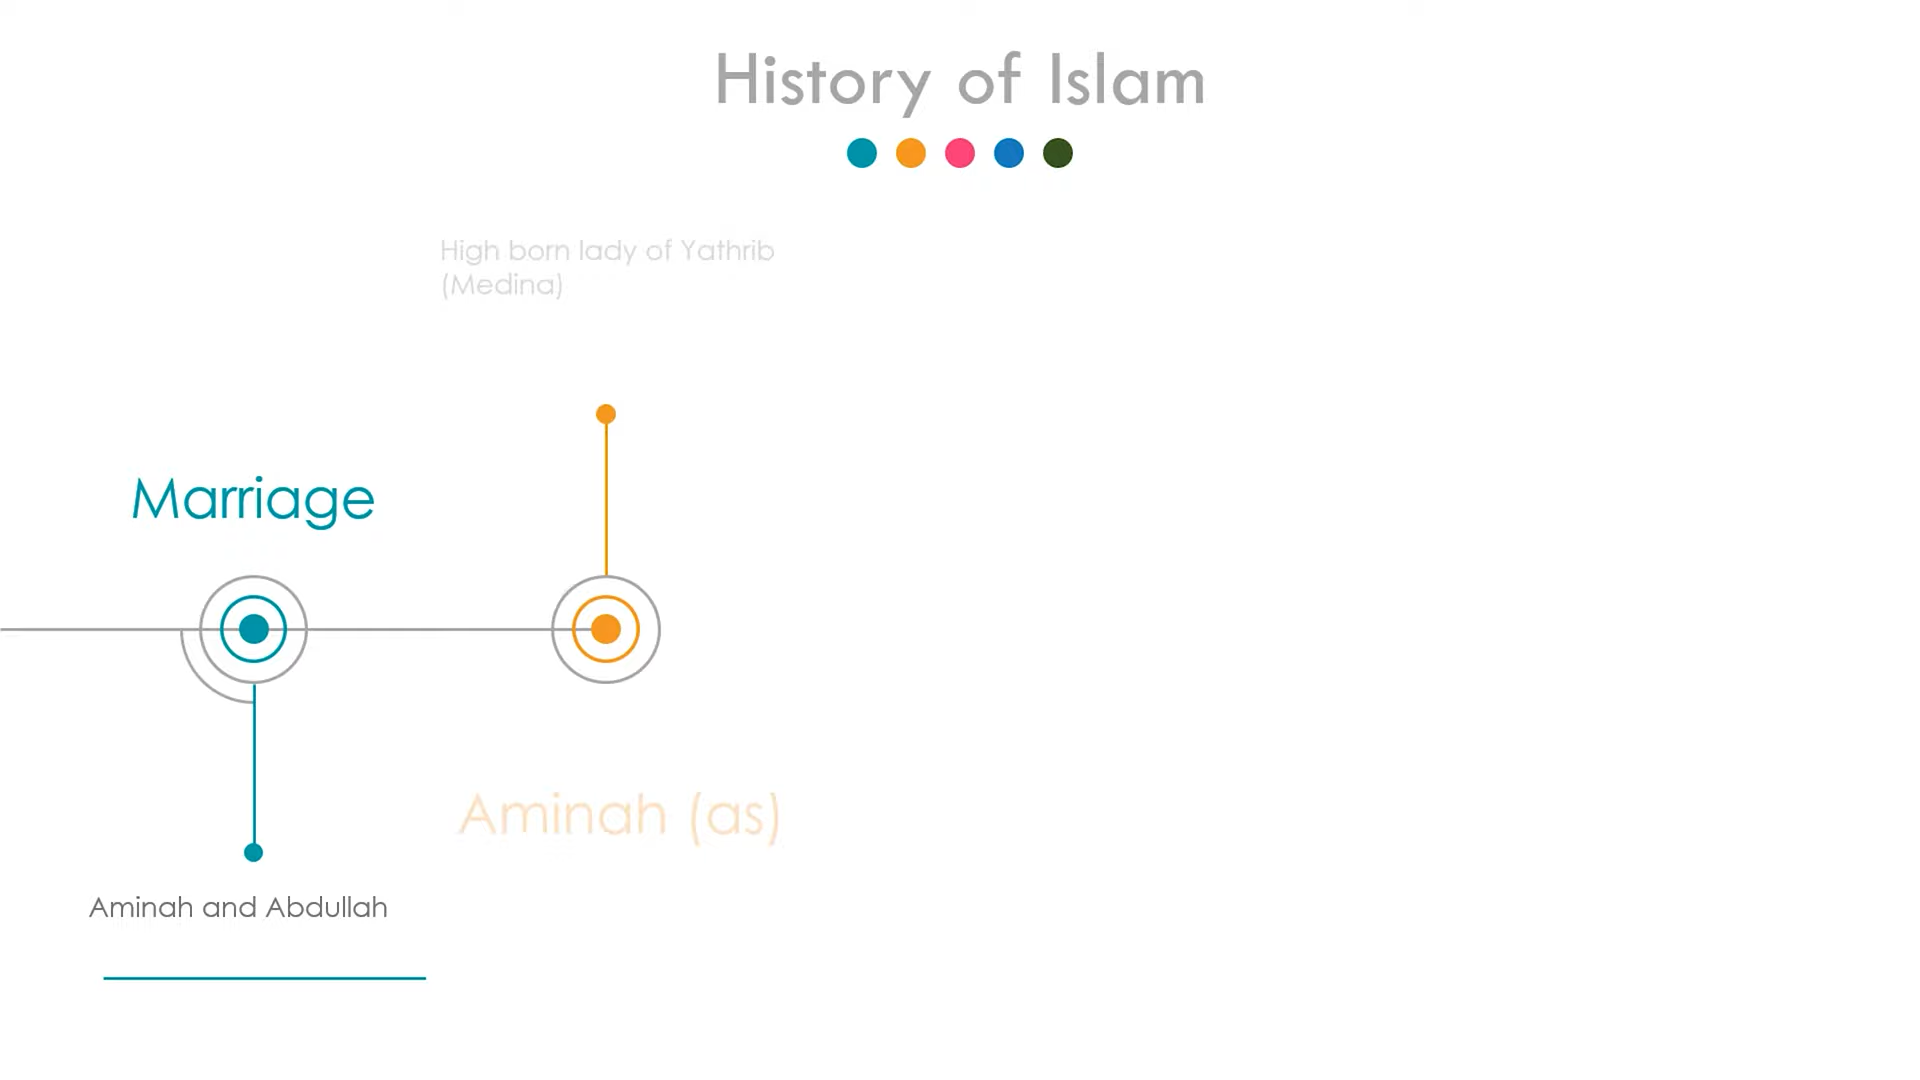 History of Islam
High born lady of Yathrib
(Medina)
Marriage
Aminah (as)
Aminah and Abdullah